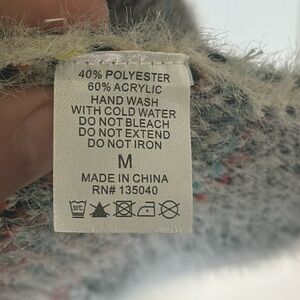 40% POLYESTER
60% ACRYLIC
HAND WASH
WITH COLD WATER
DO NOT BLEACH
DO NOT EXTEND
DO NOT IRON
M
MADE IN CHINA
RN# 135040